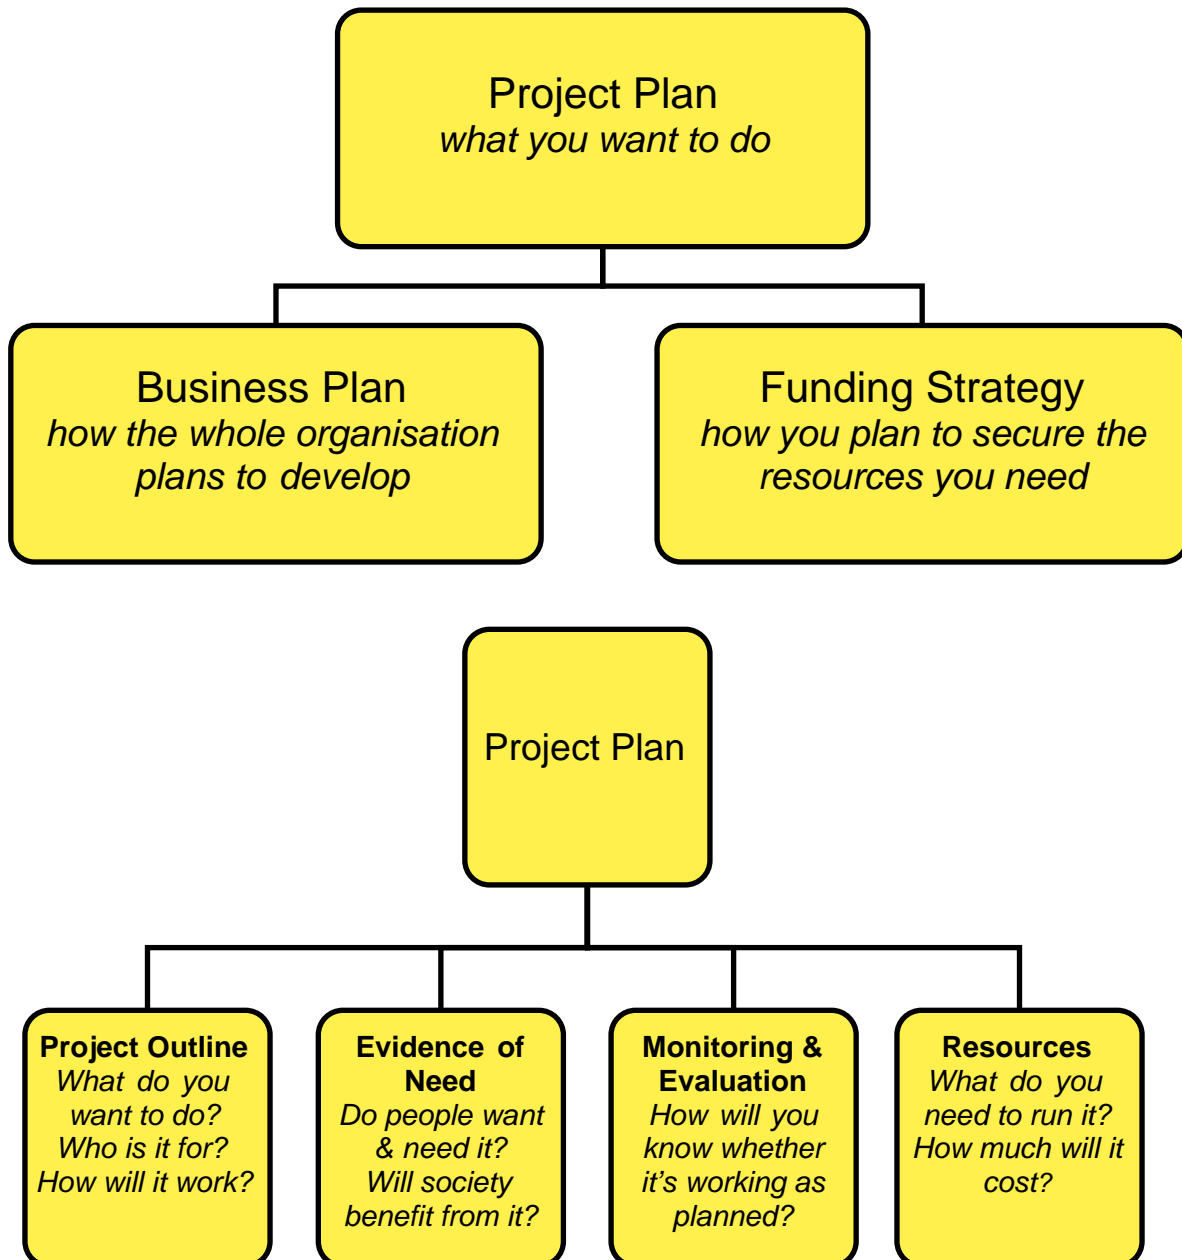 Project Plan
what you want to do
Business Plan
how the whole organisation
plans to develop
Funding Strategy
how you plan to secure the
resources you need
Project Plan
Project Outline
What do you
want to do?
Who is it for?
How will it work?
Evidence of
Need
Do people want
& need it?
Will society
benefit from it?
Monitoring &
Evaluation
How will you
know whether
it’s working as
planned?
Resources
What do you
need to run it?
How much will it
cost?